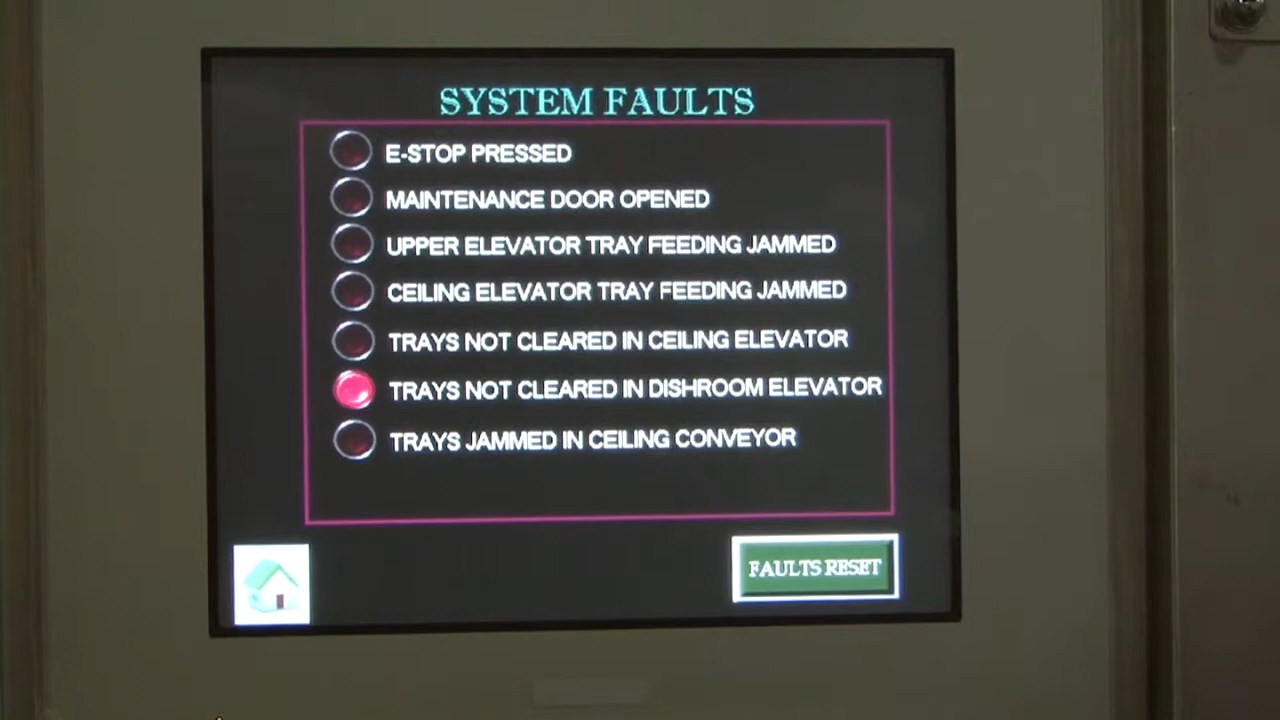 SYSTEM FAULTS
E-STOP PRESSED
MAINTENANCE DOOR OPENED
UPPER ELEVATOR TRAY FEEDING JAMMED
CEILING ELEVATOR TRAY FEEDING JAMMED
TRAYS NOT CLEARED IN CEILING ELEVATOR
TRAYS NOT CLEARED IN DISHROOM ELEVATOR
TRAYS JAMMED IN CEILING CONVEYOR
FAULTS RESET